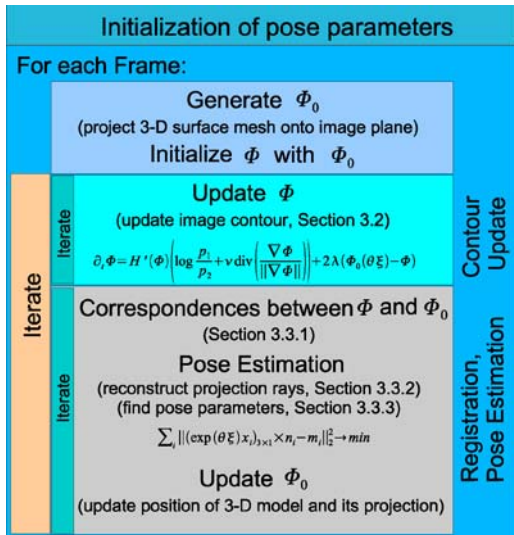 Initialization of pose parameters
For each Frame:
Generate Φ₀
(project 3-D surface mesh onto image plane)
Initialize Φ with Φ₀
Iterate
Iterate
Update Φ
(update image contour, Section 3.2)
∂ₜΦ=H'(Φ)(log p₁/p₂ + ν div(∇Φ/||∇Φ||))+2λ(Φ₀(θξ)−Φ)
Contour
Update
Iterate
Correspondences between Φ and Φ₀
(Section 3.3.1)
Pose Estimation
(reconstruct projection rays, Section 3.3.2)
(find pose parameters, Section 3.3.3)
∑ᵢ||(exp(θξ)xᵢ)₃ₓ₁×nᵢ−mᵢ||₂²→min
Update Φ₀
(update position of 3-D model and its projection)
Registration,
Pose Estimation